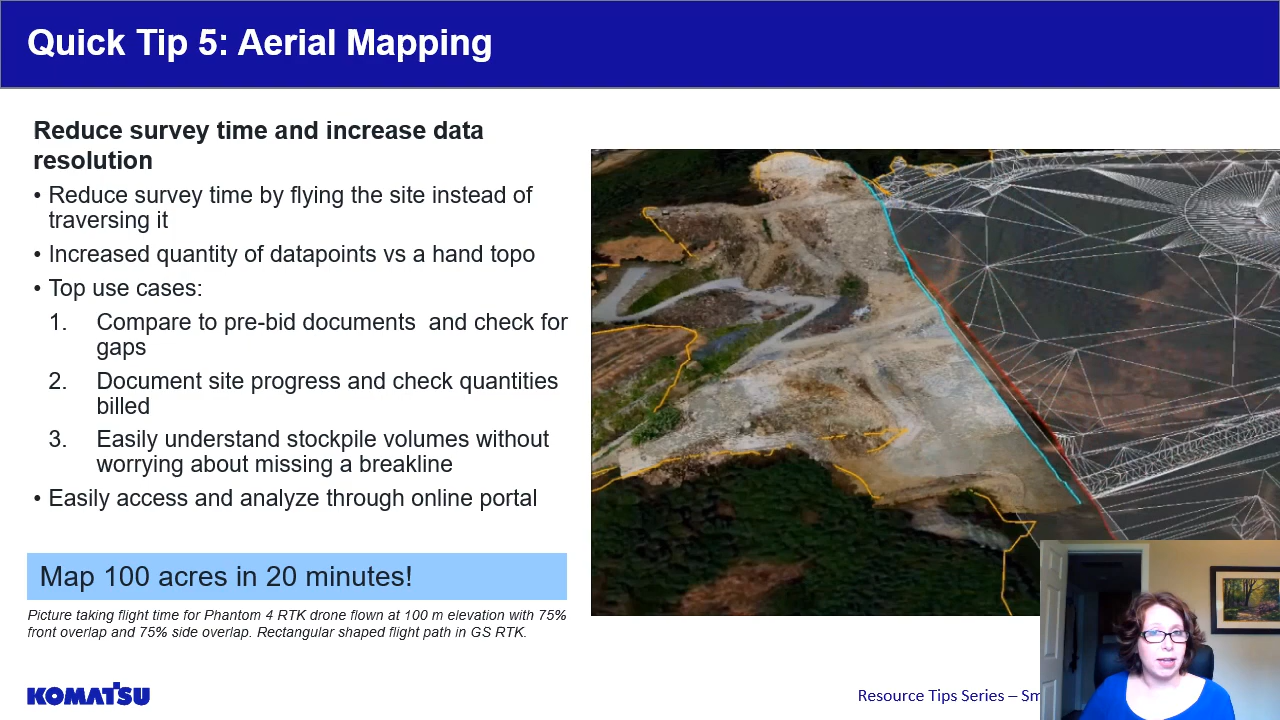 Quick Tip 5: Aerial Mapping
Reduce survey time and increase data
resolution
• Reduce survey time by flying the site instead of
traversing it
• Increased quantity of datapoints vs a hand topo
• Top use cases:
1. Compare to pre-bid documents and check for
gaps
2. Document site progress and check quantities
billed
3. Easily understand stockpile volumes without
worrying about missing a breakline
• Easily access and analyze through online portal
Map 100 acres in 20 minutes!
Picture taking flight time for Phantom 4 RTK drone flown at 100 m elevation with 75%
front overlap and 75% side overlap. Rectangular shaped flight path in GS RTK.
KOMATSU
Resource Tips Series –